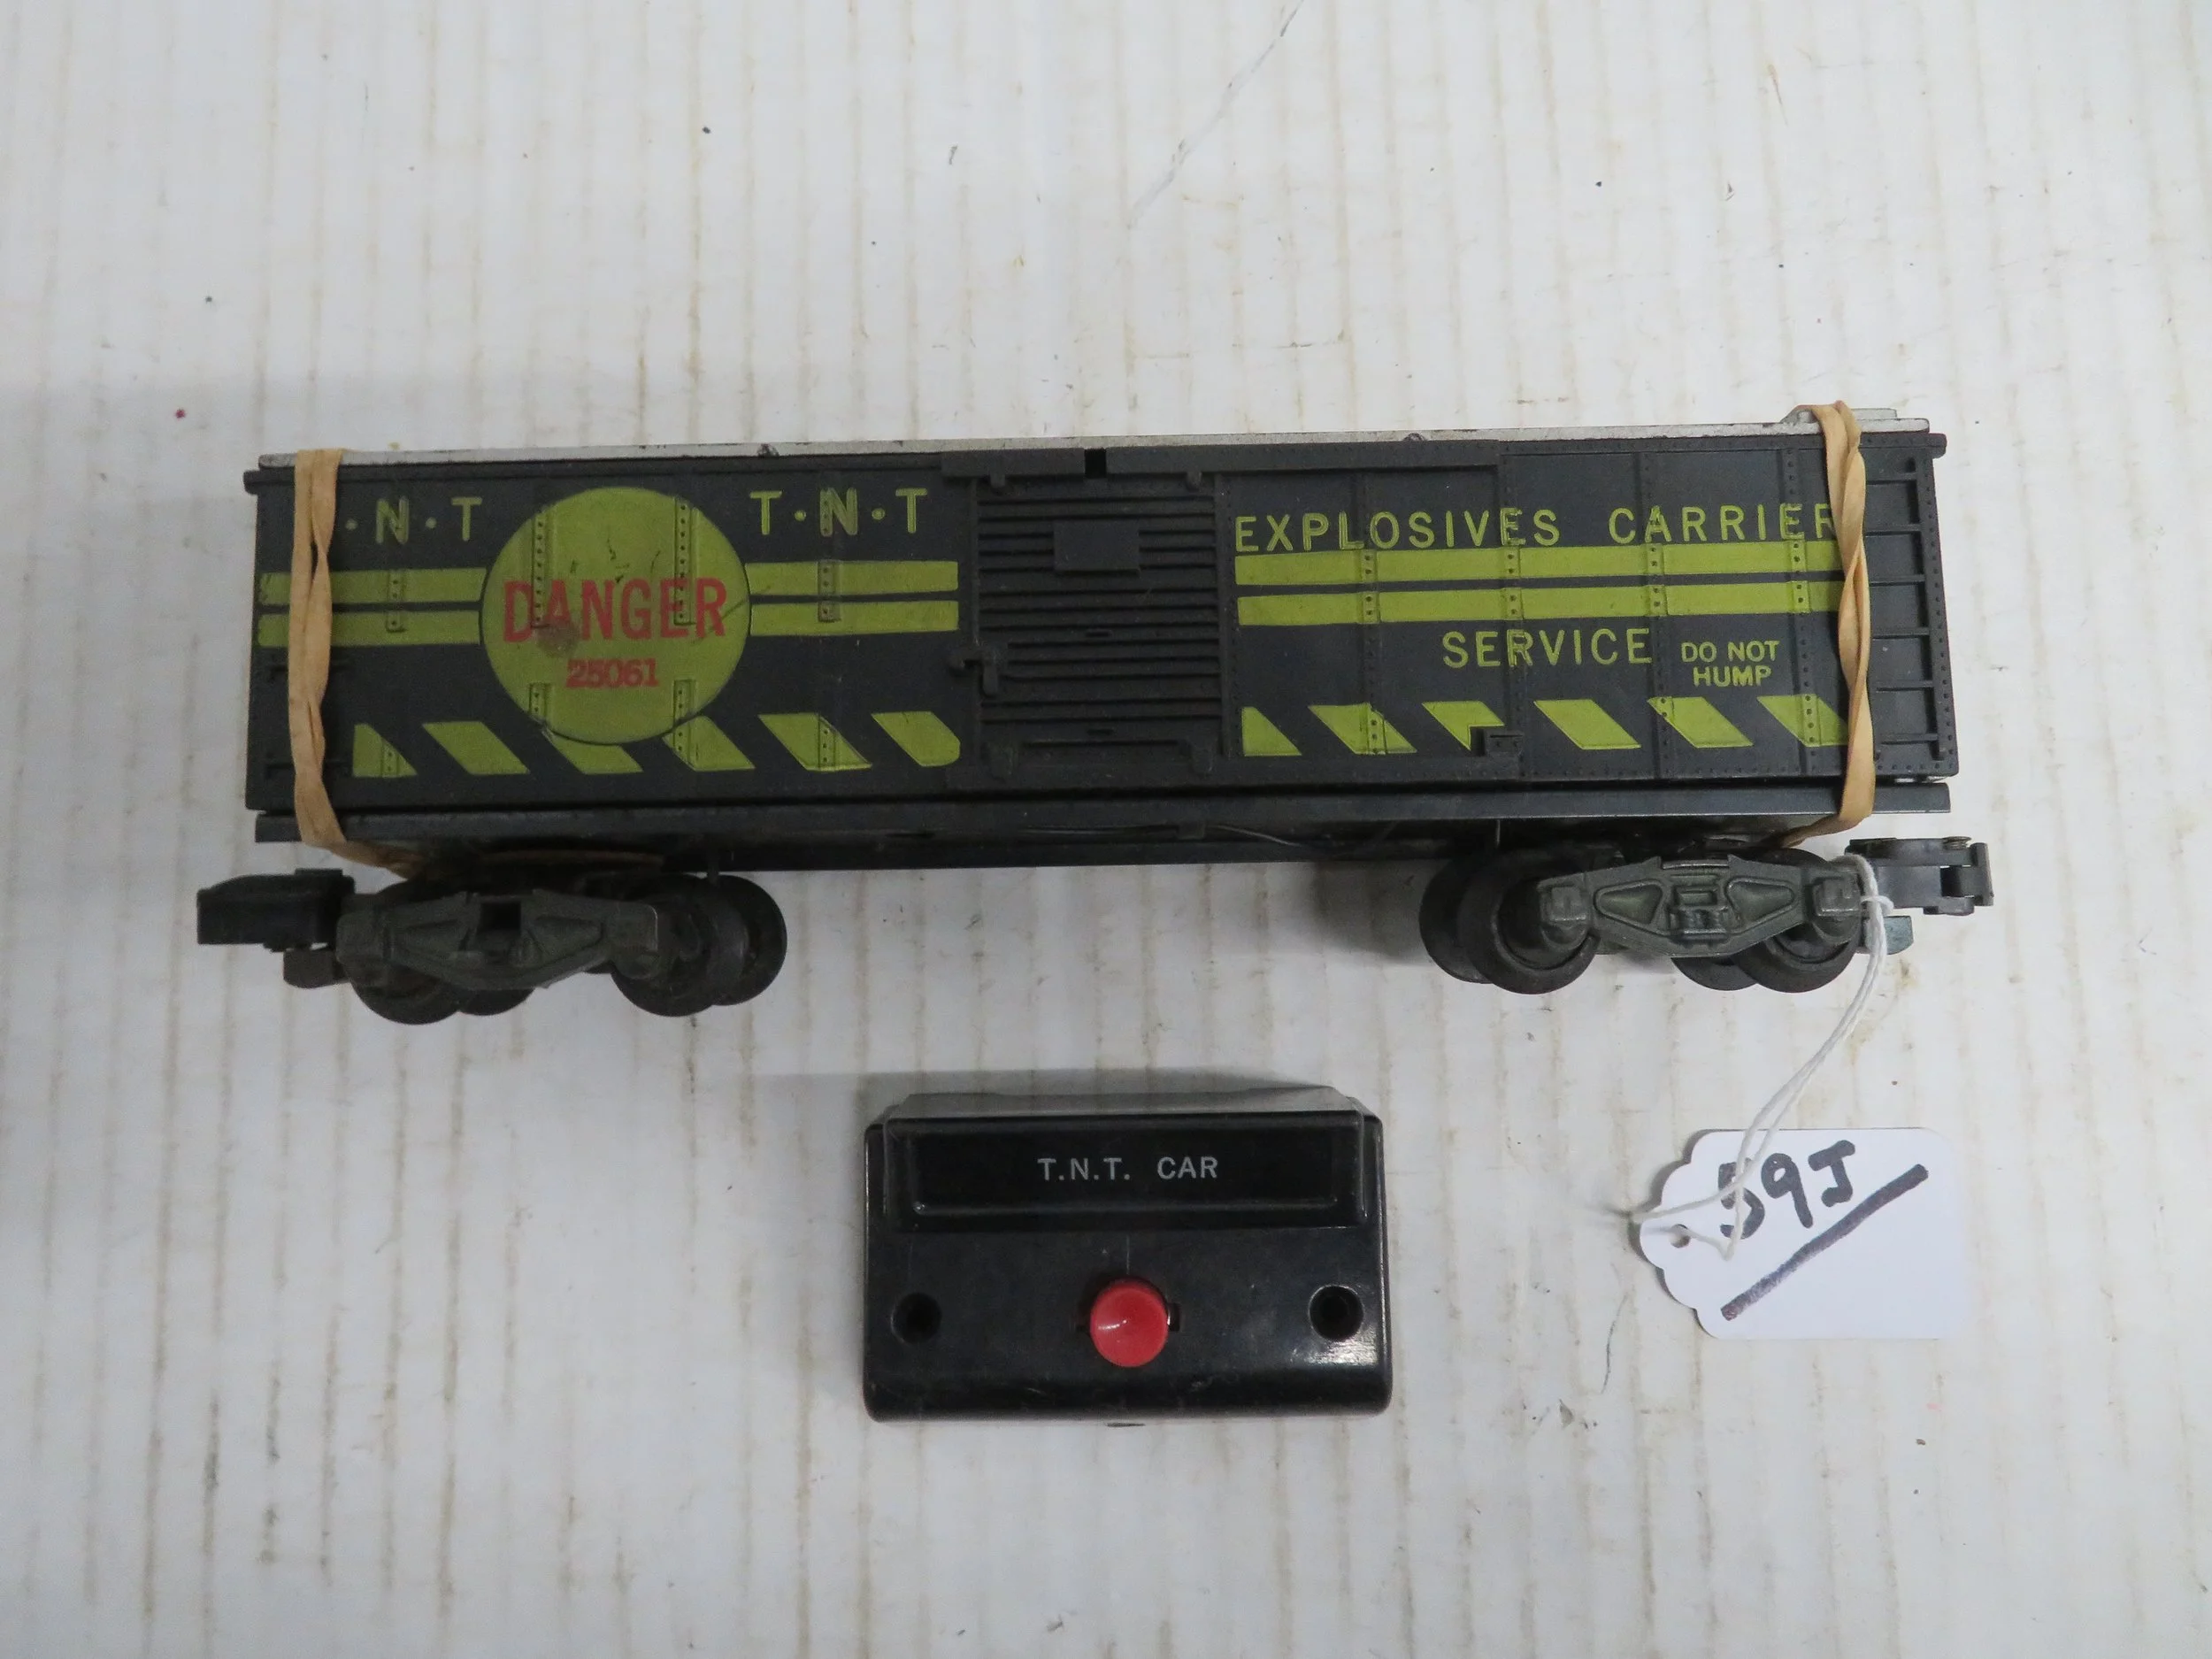 ·N·T
T·N·T
DANGER
25061
EXPLOSIVES CARRIER
SERVICE
DO NOT
HUMP
T.N.T. CAR
59J